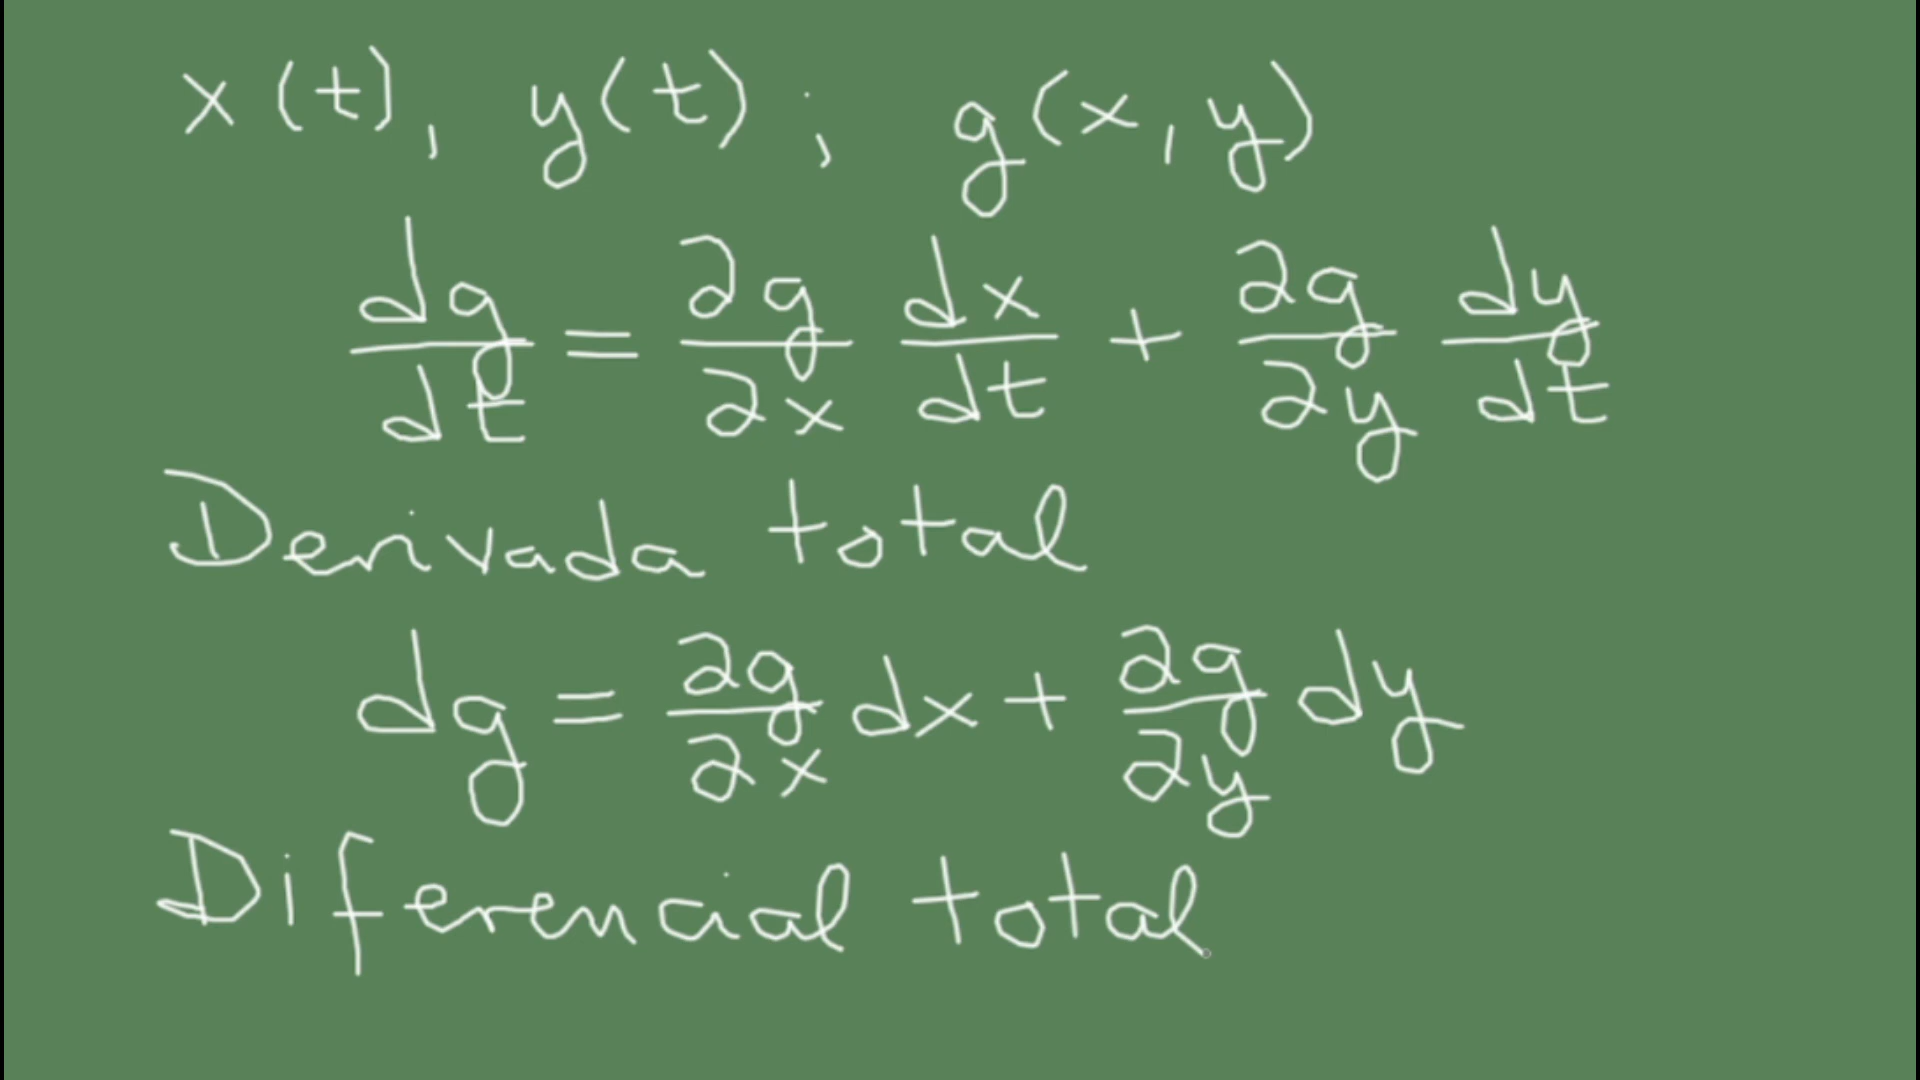 x(t), y(t); g(x,y)
dg/dt = ∂g/∂x dx/dt + ∂g/∂y dy/dt
Derivada total
dg = ∂g/∂x dx + ∂g/∂y dy
Diferencial total